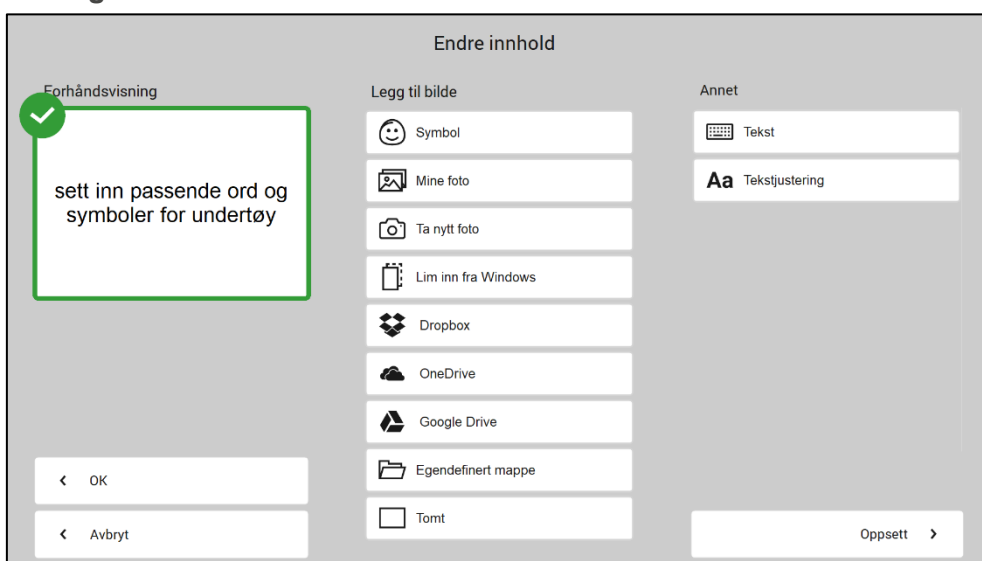 Endre innhold
Forhåndsvisning
sett inn passende ord og
symboler for undertøy
OK
Avbryt
Legg til bilde
Symbol
Mine foto
Ta nytt foto
Lim inn fra Windows
Dropbox
OneDrive
Google Drive
Egendefinert mappe
Tomt
Annet
Tekst
Aa Tekstjustering
Oppsett